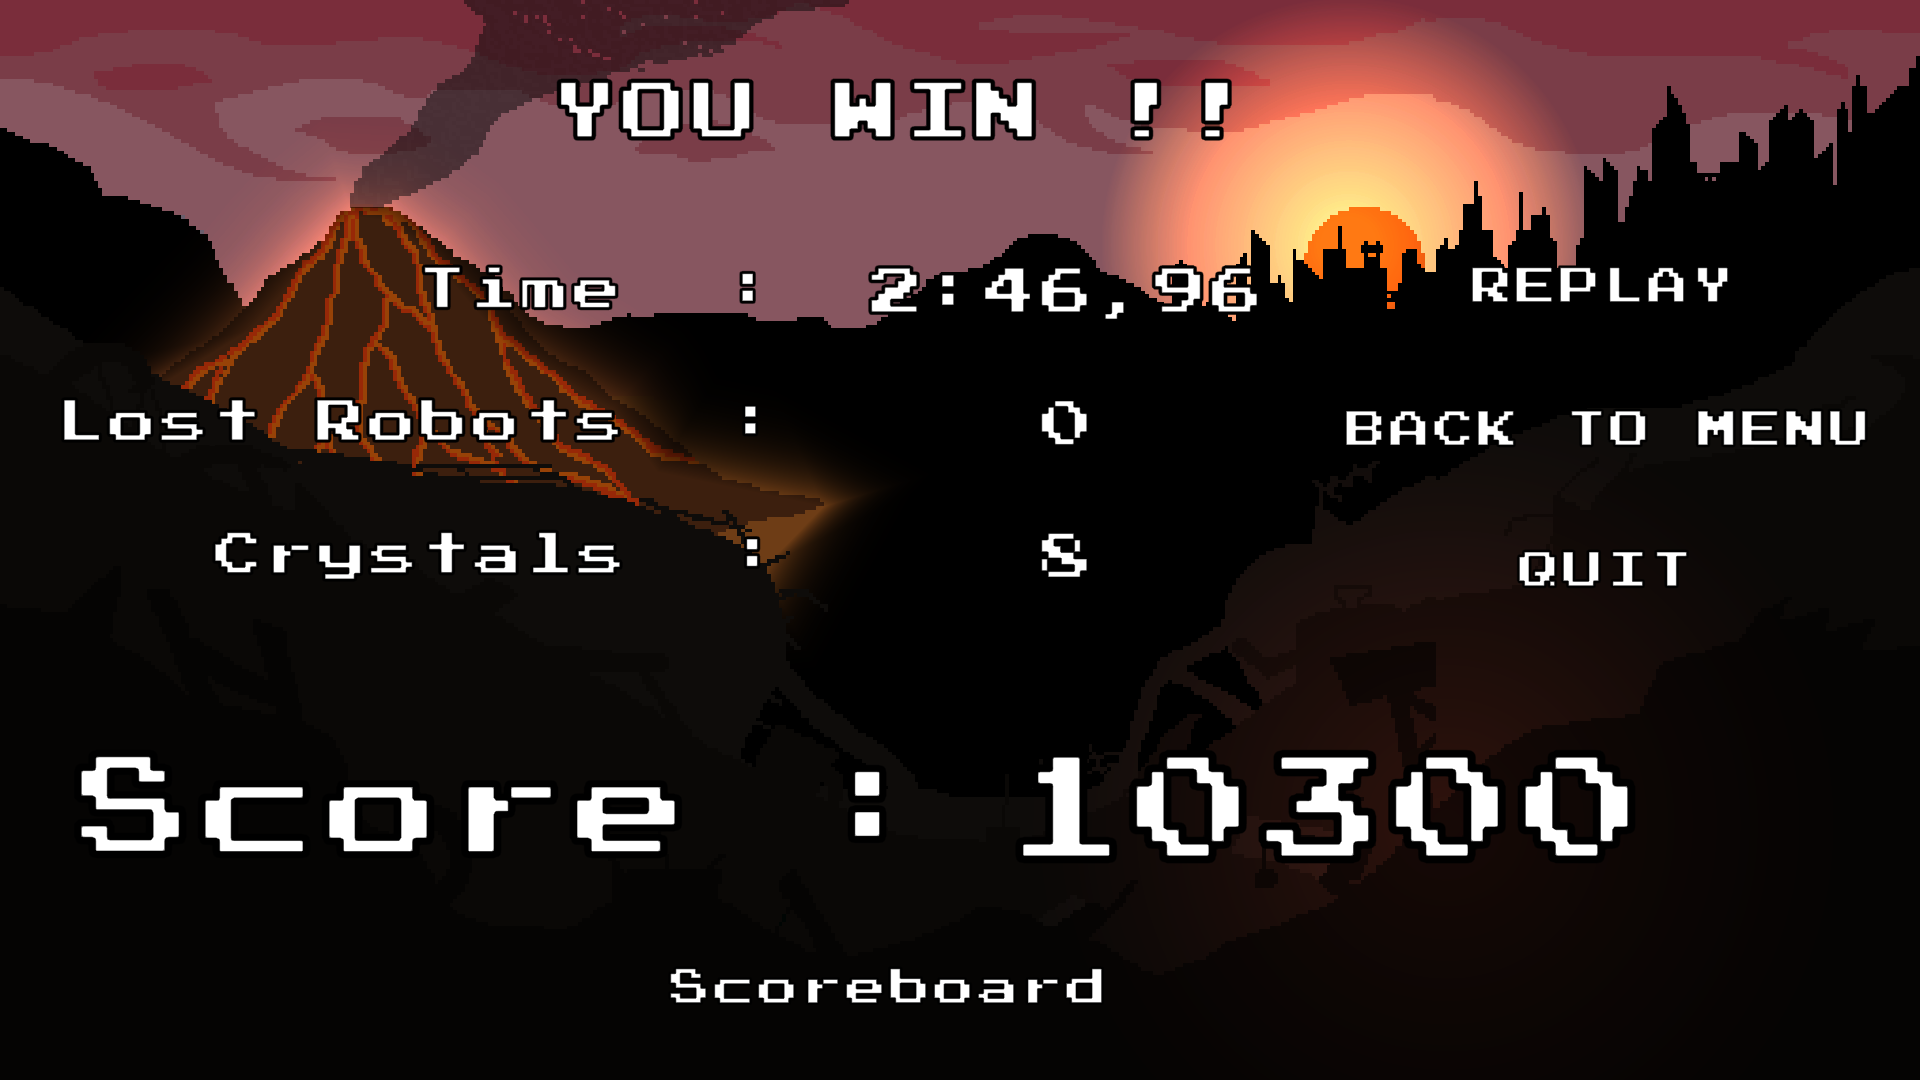 YOU WIN !!
Time : 2:46,96
REPLAY
Lost Robots : 0
BACK TO MENU
Crystals : 8
QUIT
Score : 10300
Scoreboard